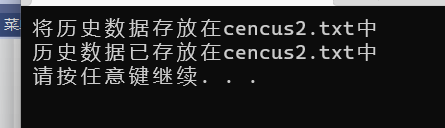 菜
将历史数据存放在cencus2.txt中
历史数据已存放在cencus2.txt中
请按任意键继续. . .